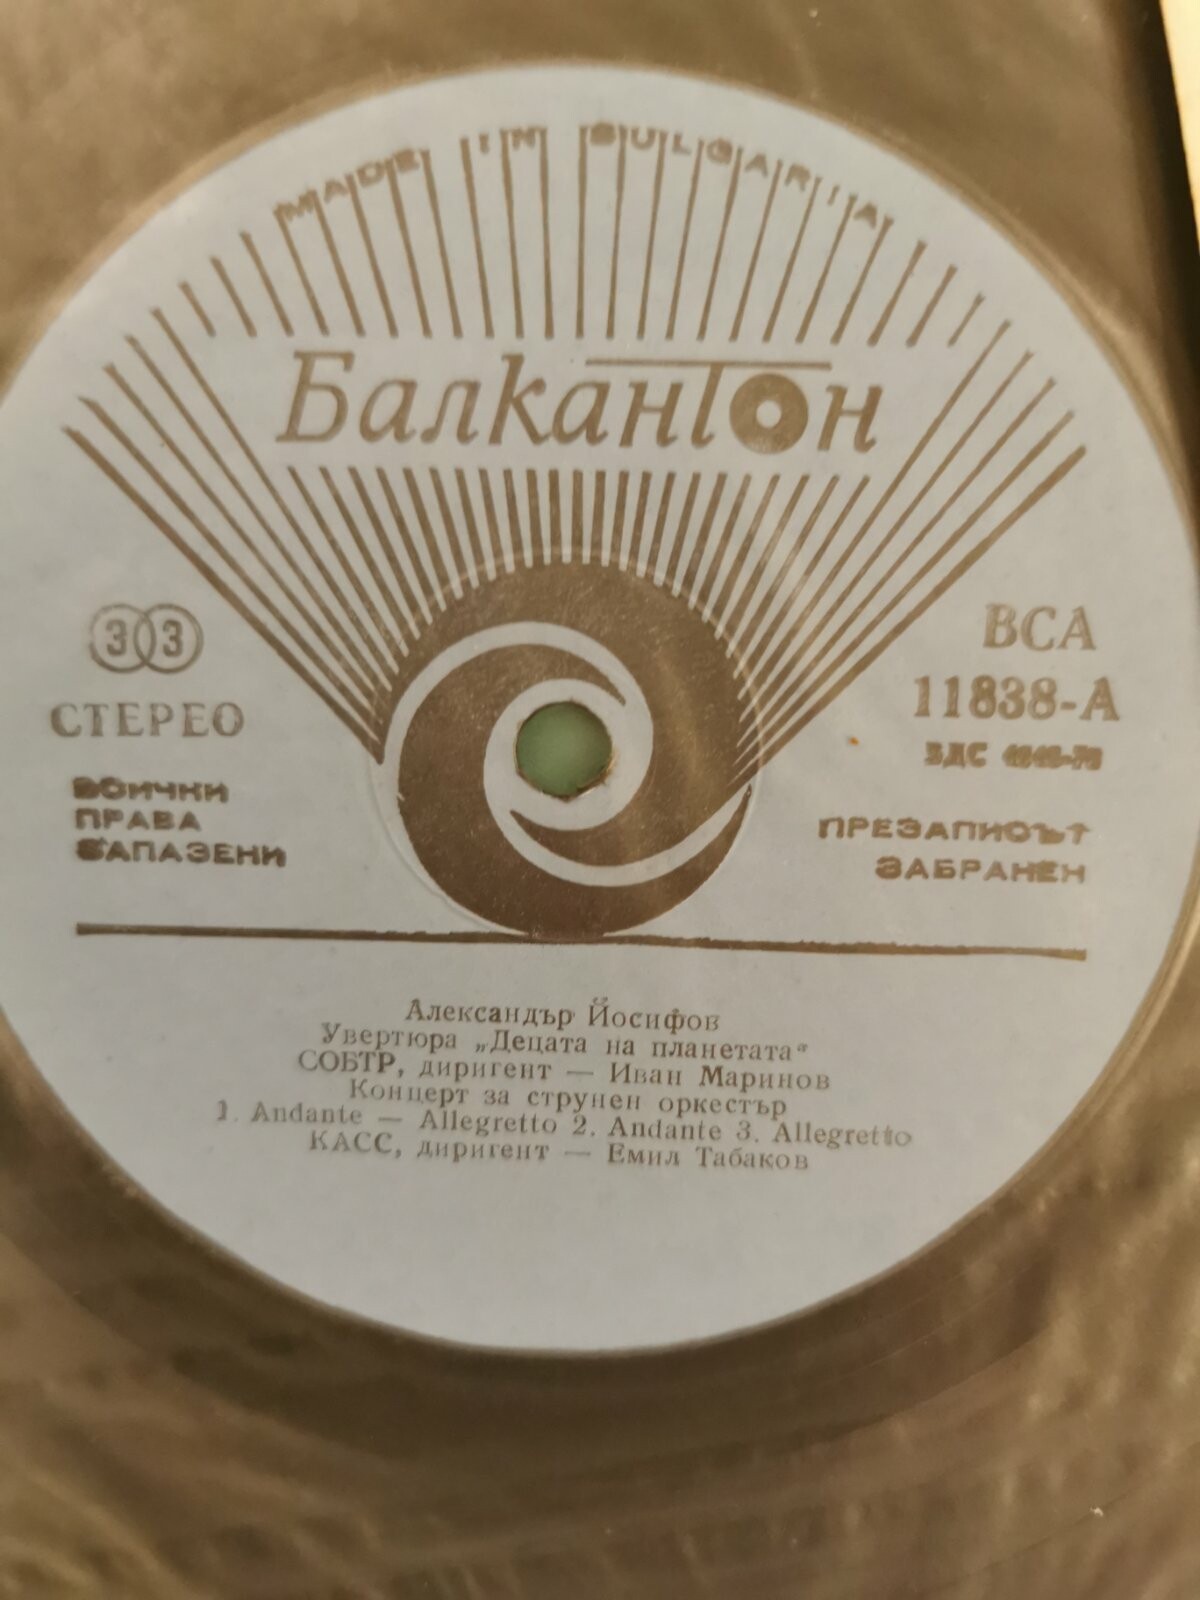 MADE IN BULGARIA
Балкантон
33
СТЕРЕО
ВСИЧКИ
ПРАВА
ЗАПАЗЕНИ
ВСА
11838-А
ПРЕЗАПИСЪТ
ЗАБРАНЕН
Александър Йосифов
Увертюра „Децата на планетата“
СОБТР, диригент — Иван Маринов
Концерт за струнен оркестър
1. Andante — Allegretto 2. Andante 3. Allegretto
КАСС, диригент — Емил Табаков